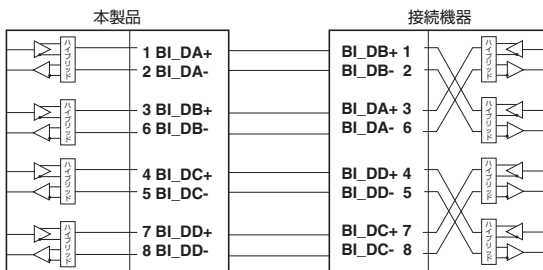 本製品 接続機器
ハイブリッド 1 BI_DA+ BI_DB+ 1 ハイブリッド
2 BI_DA- BI_DB- 2
ハイブリッド 3 BI_DB+ BI_DA+ 3 ハイブリッド
6 BI_DB- BI_DA- 6
ハイブリッド 4 BI_DC+ BI_DD+ 4 ハイブリッド
5 BI_DC- BI_DD- 5
ハイブリッド 7 BI_DD+ BI_DC+ 7 ハイブリッド
8 BI_DD- BI_DC- 8